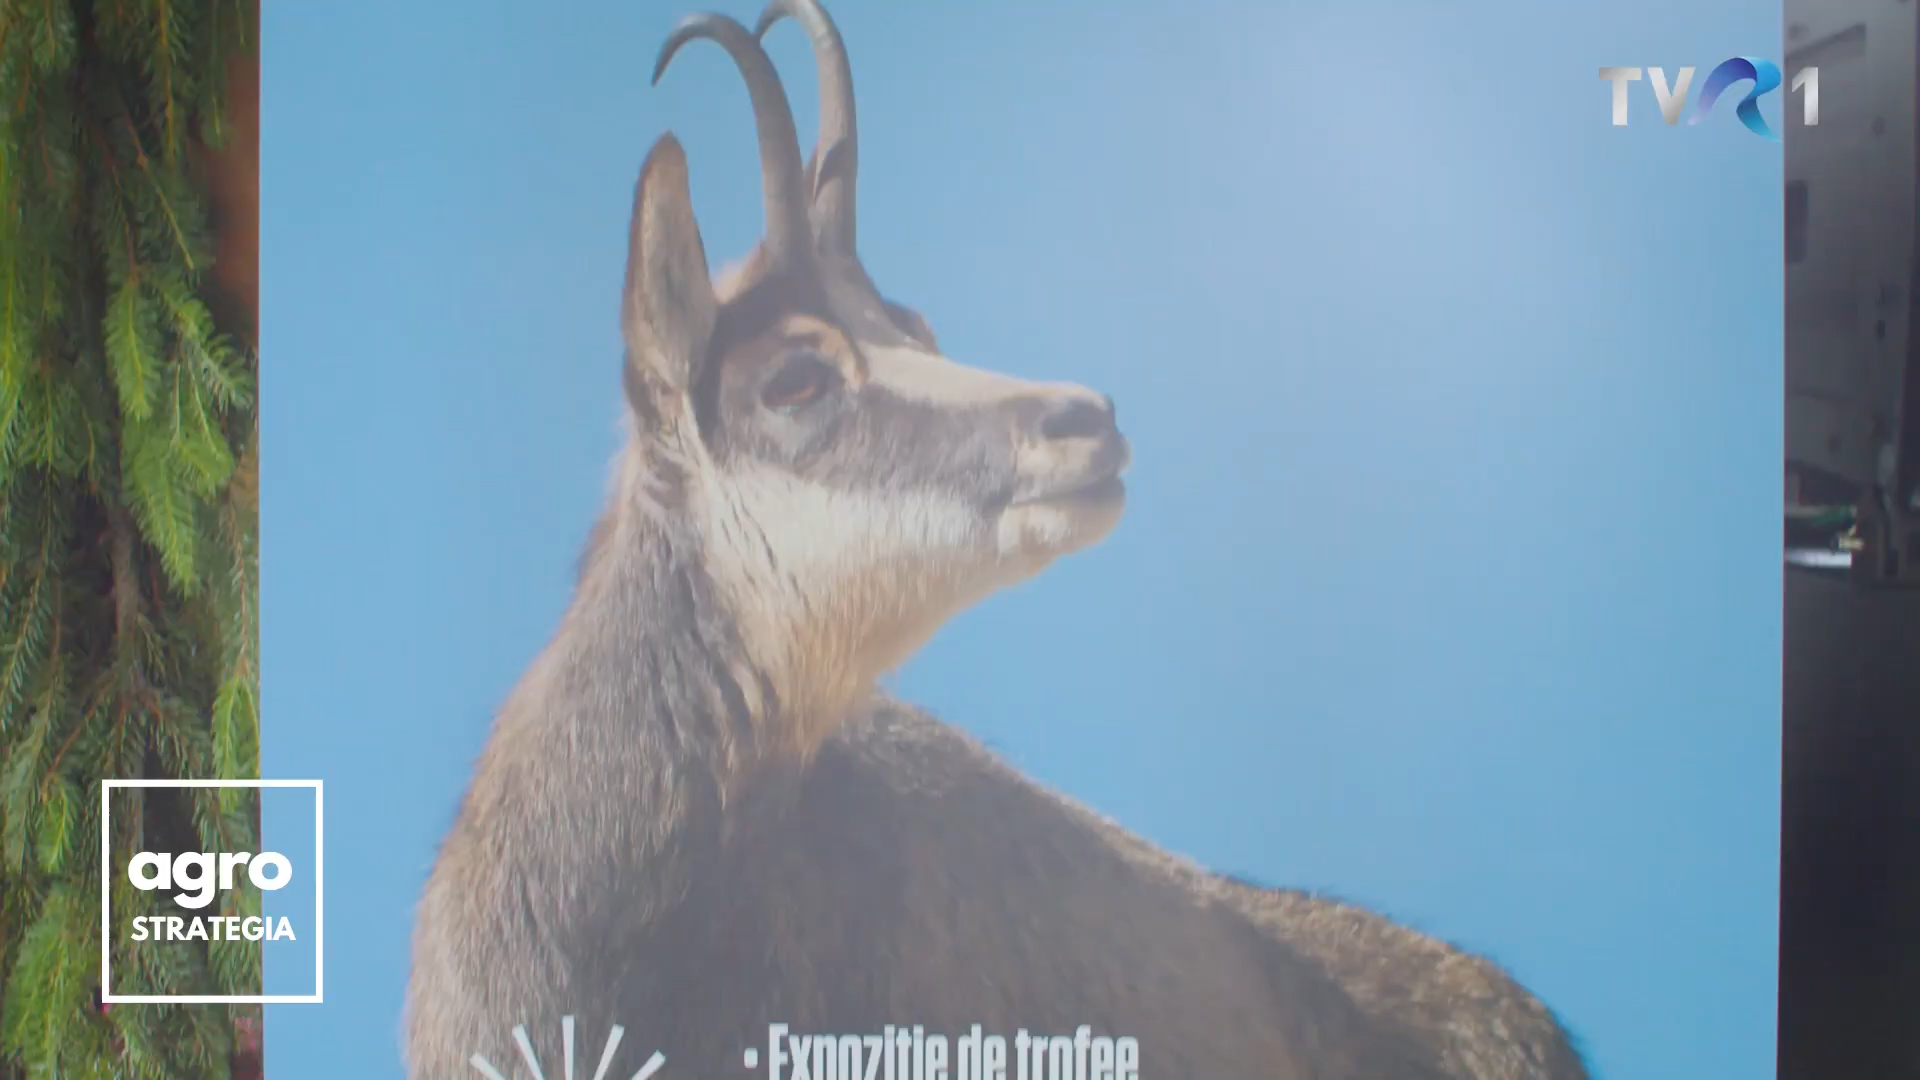 TVR1
agro
STRATEGIA
• Expoziție de trofee